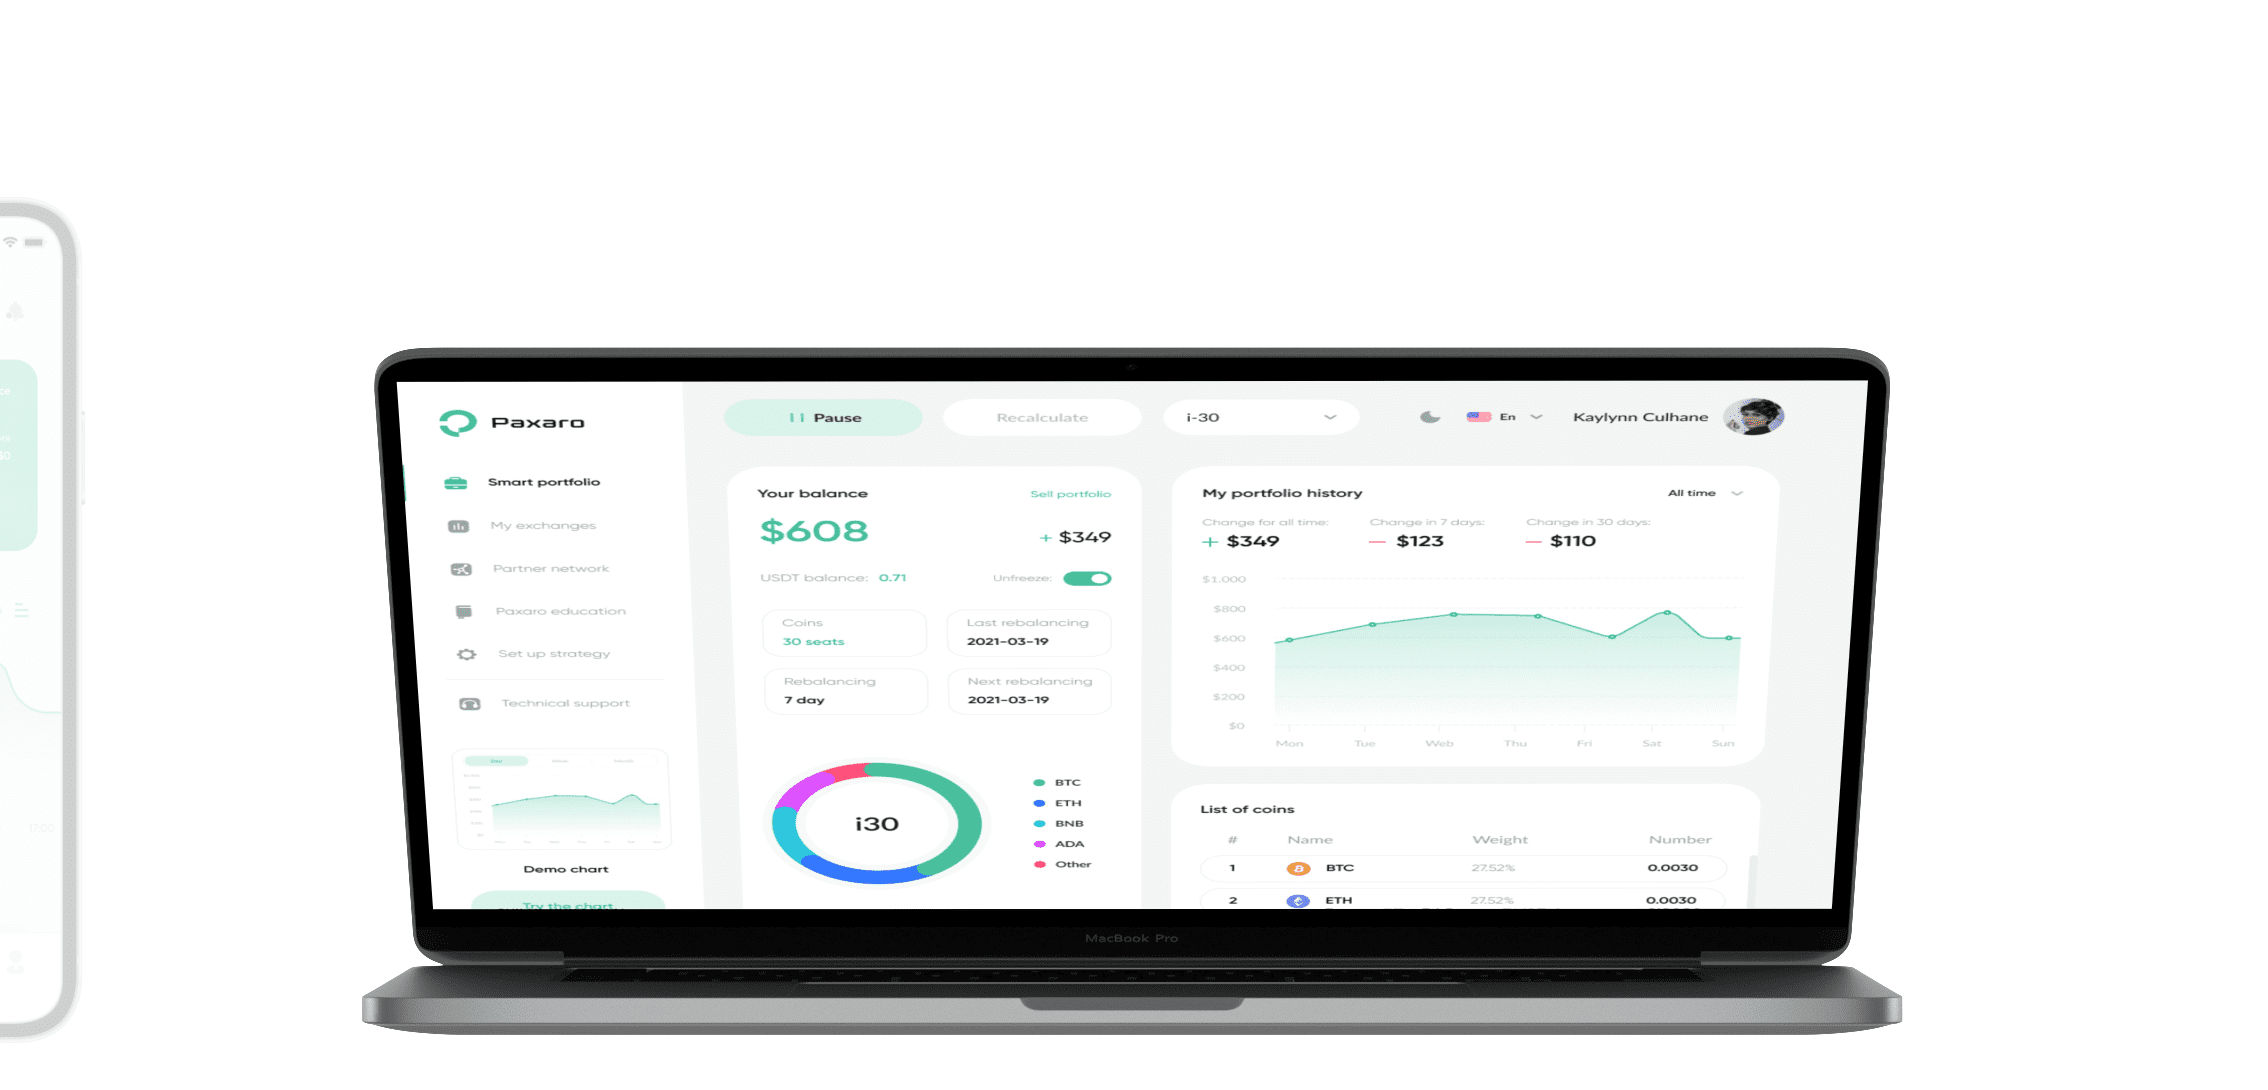 Paxaro
Pause
Recalculate
i-30
En
Kaylynn Culhane
Smart portfolio
My exchanges
Partner network
Paxaro education
Set up strategy
Technical support
Demo chart
Try the chart
Your balance
Sell portfolio
$608
+ $349
USDT balance: 0.71
Unfreeze:
Coins
30 seats
Last rebalancing
2021-03-19
Rebalancing
7 day
Next rebalancing
2021-03-19
i30
BTC
ETH
BNB
ADA
Other
My portfolio history
All time
Change for all time:
+ $349
Change in 7 days:
— $123
Change in 30 days:
— $110
$1.000
$800
$600
$400
$200
$0
Mon Tue Web Thu Fri Sat Sun
List of coins
# Name Weight Number
1 BTC 27.52% 0.0030
2 ETH 27.52% 0.0030
MacBook Pro
$0
17:00